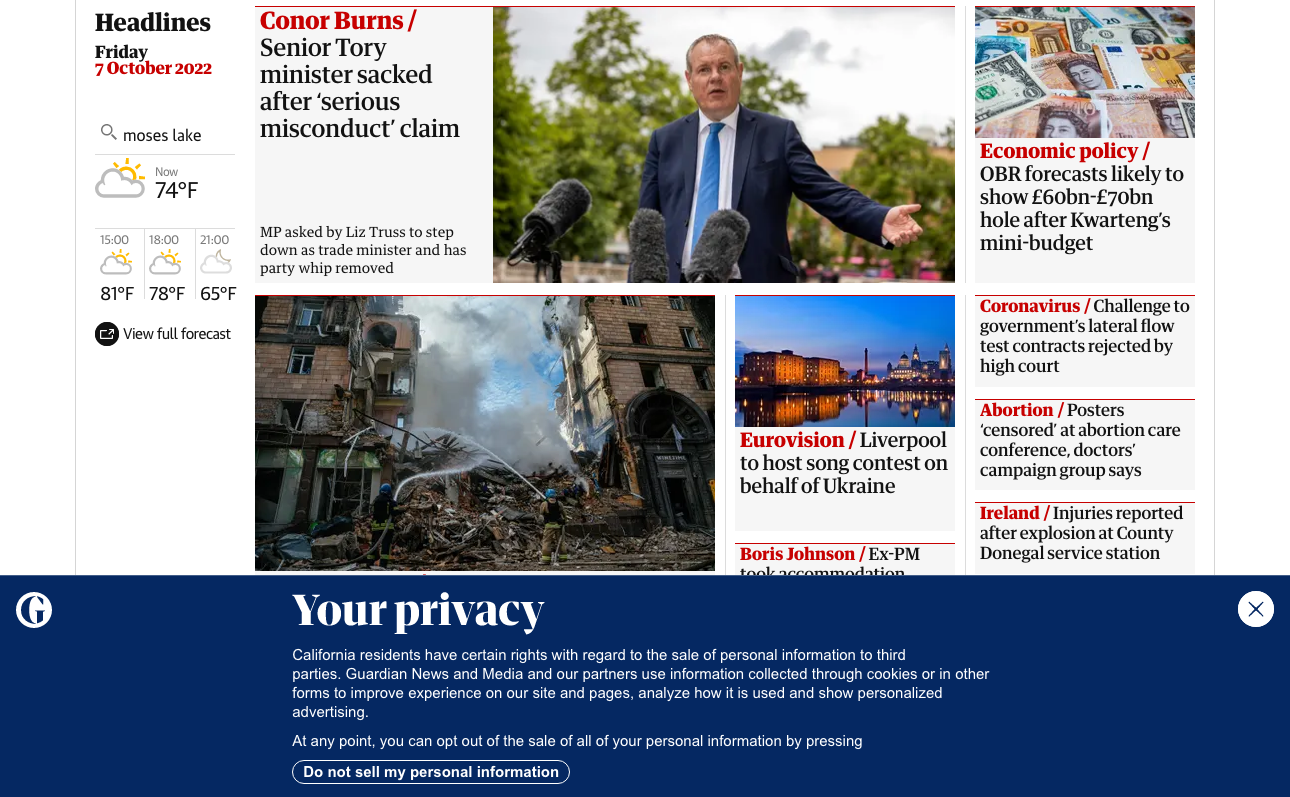 Headlines
Friday
7 October 2022
moses lake
Now
74°F
15:00
18:00
21:00
81°F
78°F
65°F
View full forecast
Conor Burns /
Senior Tory
minister sacked
after ‘serious
misconduct’ claim
MP asked by Liz Truss to step
down as trade minister and has
party whip removed
Economic policy /
OBR forecasts likely to
show £60bn-£70bn
hole after Kwarteng’s
mini-budget
Eurovision / Liverpool
to host song contest on
behalf of Ukraine
Boris Johnson / Ex-PM
took accommodation
Coronavirus / Challenge to
government’s lateral flow
test contracts rejected by
high court
Abortion / Posters
‘censored’ at abortion care
conference, doctors’
campaign group says
Ireland / Injuries reported
after explosion at County
Donegal service station
G
Your privacy
California residents have certain rights with regard to the sale of personal information to third
parties. Guardian News and Media and our partners use information collected through cookies or in other
forms to improve experience on our site and pages, analyze how it is used and show personalized
advertising.
At any point, you can opt out of the sale of all of your personal information by pressing
Do not sell my personal information